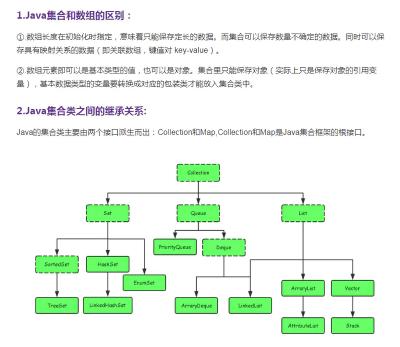 1.Java集合和数组的区别：
①.数组长度在初始化时指定，意味着只能保存定长的数据。而集合可以保存数量不确定的数据。同时可以保
存具有映射关系的数据（即关联数组，键值对 key-value）。
②.数组元素即可以是基本类型的值，也可以是对象。集合里只能保存对象（实际上只是保存对象的引用变
量），基本数据类型的变量要转换成对应的包装类才能放入集合类中。
2.Java集合类之间的继承关系:
Java的集合类主要由两个接口派生而出：Collection和Map,Collection和Map是Java集合框架的根接口。
Collection
Set
Queue
List
PriorityQueue
Deque
SortedSet
HashSet
EnumSet
ArrayList
Vector
TreeSet
LinkedHashSet
ArrayDeque
LinkedList
AttributeList
Stack